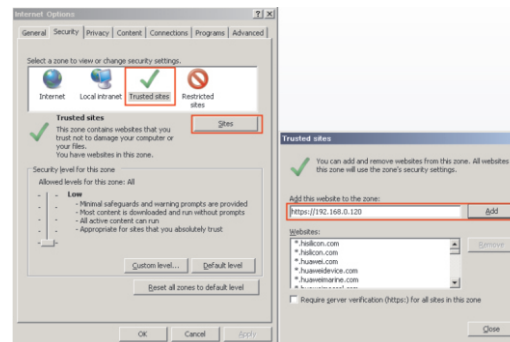 Internet Options
General Security Privacy Content Connections Programs Advanced
Select a zone to view or change security settings.
Internet
Local intranet
Trusted sites
Restricted
sites
Trusted sites
This zone contains websites that you
trust not to damage your computer or
your files.
You have websites in this zone.
Sites
Security level for this zone
Allowed levels for this zone: All
Low
- Minimal safeguards and warning prompts are provided
- Most content is downloaded and run without prompts
- All active content can run
- Appropriate for sites that you absolutely trust
Custom level...
Default level
Reset all zones to default level
OK
Cancel
Apply
Trusted sites
You can add and remove websites from this zone. All websites
this zone will use the zone's security settings.
Add this website to the zone:
https://192.168.0.120
Add
Websites:
*.hisilicon.com
*.hslicon.com
*.huawei.com
*.huaweidevice.com
*.huaweimarine.com
Remove
Require server verification (https:) for all sites in this zone
Close